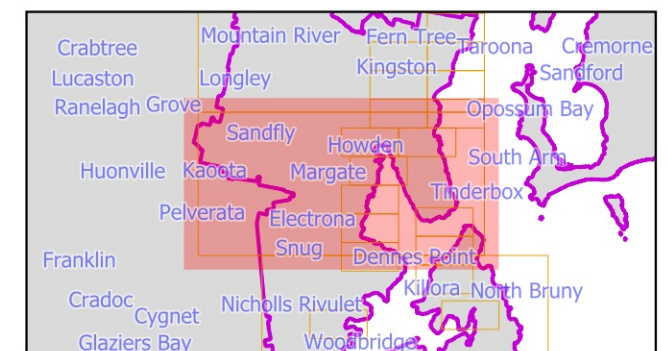 Mountain River
Fern Tree
Taroona
Cremorne
Crabtree
Kingston
Sandford
Lucaston
Longley
Ranelagh
Grove
Opossum Bay
Sandfly
Howden
South Arm
Huonville
Kaoota
Margate
Tinderbox
Pelverata
Electrona
Snug
Dennes Point
Franklin
Killora
North Bruny
Cradoc
Nicholls Rivulet
Cygnet
Glaziers Bay
Woodbridge